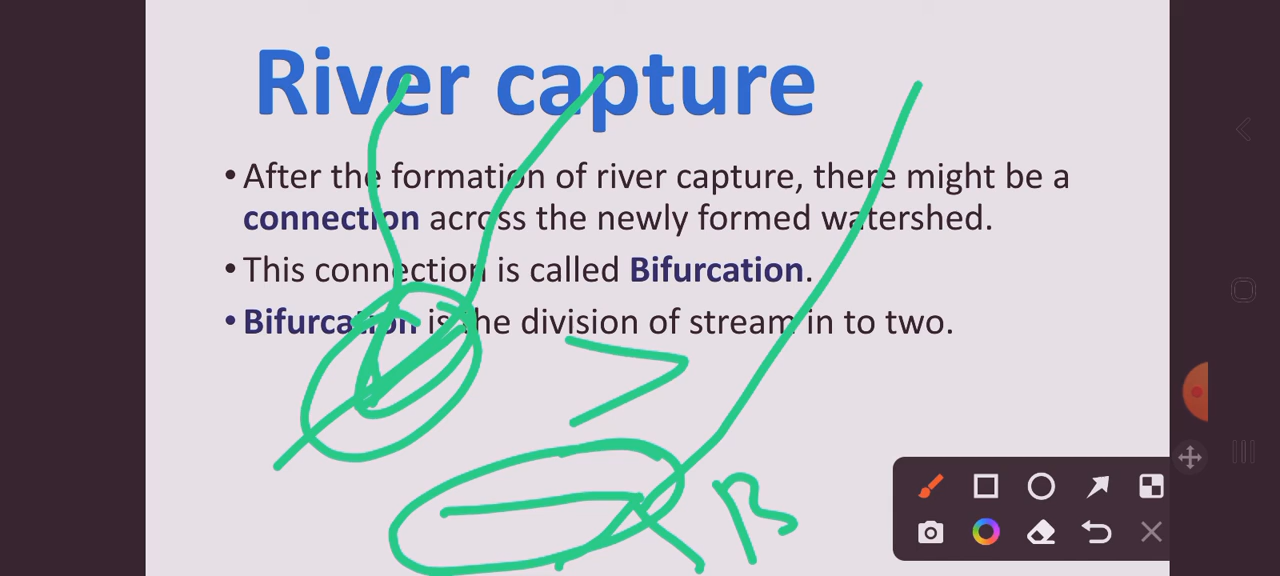 River capture
• After the formation of river capture, there might be a
connection across the newly formed watershed.
• This connection is called Bifurcation.
• Bifurcation is the division of stream in to two.
B